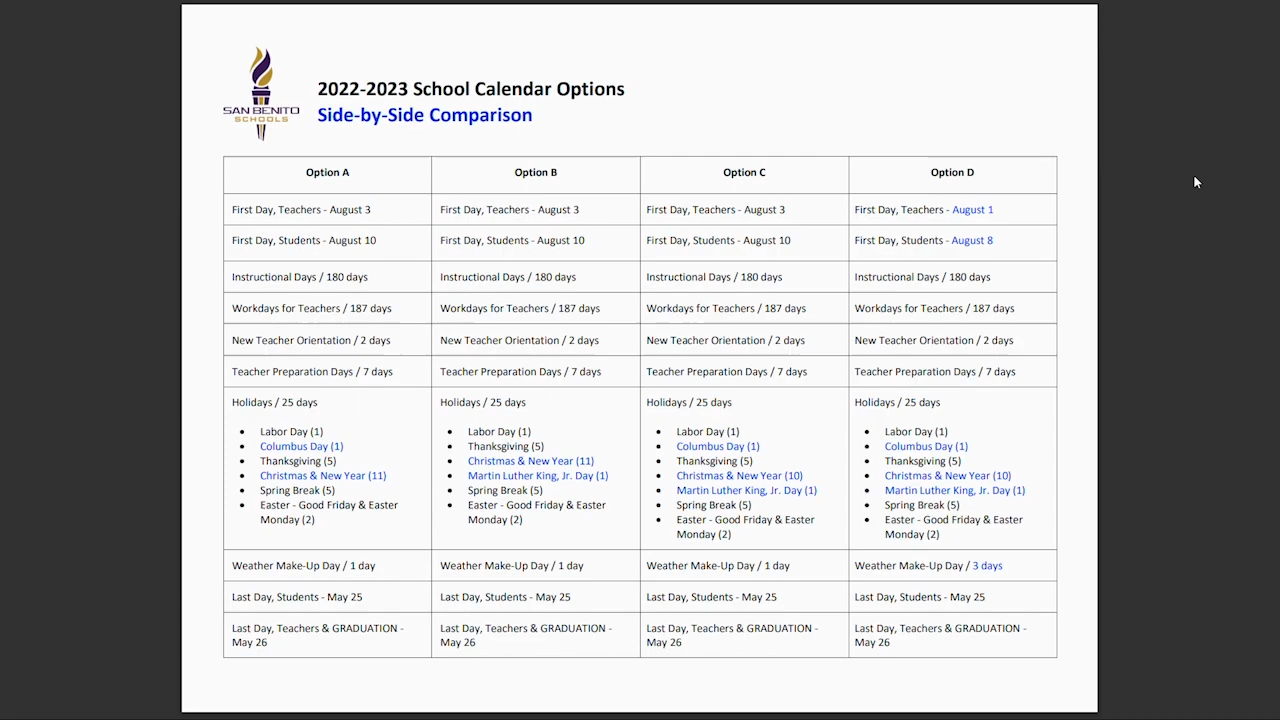 SAN BENITO
SCHOOLS
2022-2023 School Calendar Options
Side-by-Side Comparison
Option A
Option B
Option C
Option D
First Day, Teachers - August 3
First Day, Teachers - August 3
First Day, Teachers - August 3
First Day, Teachers - August 1
First Day, Students - August 10
First Day, Students - August 10
First Day, Students - August 10
First Day, Students - August 8
Instructional Days / 180 days
Instructional Days / 180 days
Instructional Days / 180 days
Instructional Days / 180 days
Workdays for Teachers / 187 days
Workdays for Teachers / 187 days
Workdays for Teachers / 187 days
Workdays for Teachers / 187 days
New Teacher Orientation / 2 days
New Teacher Orientation / 2 days
New Teacher Orientation / 2 days
New Teacher Orientation / 2 days
Teacher Preparation Days / 7 days
Teacher Preparation Days / 7 days
Teacher Preparation Days / 7 days
Teacher Preparation Days / 7 days
Holidays / 25 days
• Labor Day (1)
• Columbus Day (1)
• Thanksgiving (5)
• Christmas & New Year (11)
• Spring Break (5)
• Easter - Good Friday & Easter
Monday (2)
Holidays / 25 days
• Labor Day (1)
• Thanksgiving (5)
• Christmas & New Year (11)
• Martin Luther King, Jr. Day (1)
• Spring Break (5)
• Easter - Good Friday & Easter
Monday (2)
Holidays / 25 days
• Labor Day (1)
• Columbus Day (1)
• Thanksgiving (5)
• Christmas & New Year (10)
• Martin Luther King, Jr. Day (1)
• Spring Break (5)
• Easter - Good Friday & Easter
Monday (2)
Holidays / 25 days
• Labor Day (1)
• Columbus Day (1)
• Thanksgiving (5)
• Christmas & New Year (10)
• Martin Luther King, Jr. Day (1)
• Spring Break (5)
• Easter - Good Friday & Easter
Monday (2)
Weather Make-Up Day / 1 day
Weather Make-Up Day / 1 day
Weather Make-Up Day / 1 day
Weather Make-Up Day / 3 days
Last Day, Students - May 25
Last Day, Students - May 25
Last Day, Students - May 25
Last Day, Students - May 25
Last Day, Teachers & GRADUATION -
May 26
Last Day, Teachers & GRADUATION -
May 26
Last Day, Teachers & GRADUATION -
May 26
Last Day, Teachers & GRADUATION -
May 26